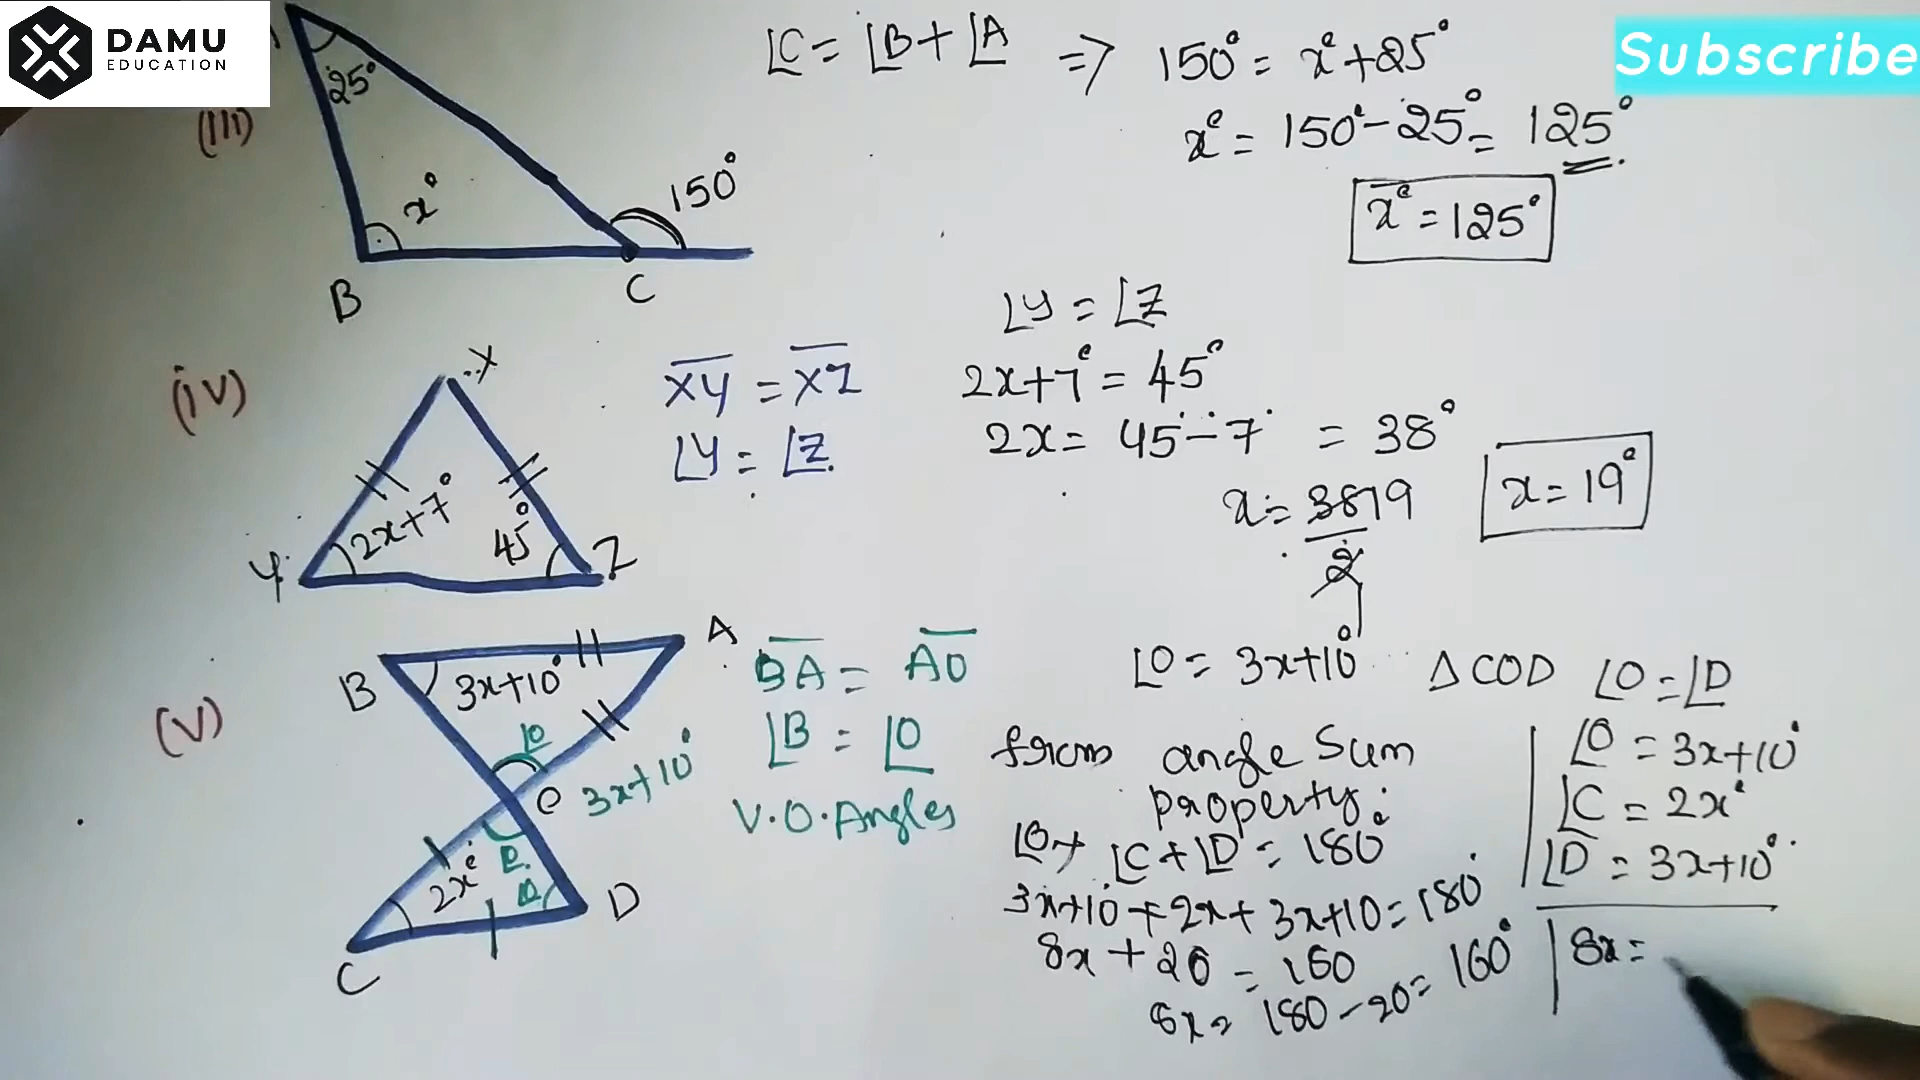 DAMU
EDUCATION
Subscribe
25°
(iii)
x°
150°
B
C
∠C = ∠B + ∠A ⇒ 150° = x° + 25°
x° = 150° - 25° = 125°
x° = 125°
(iv)
X
2x+7°
45°
Y
Z
XY = XZ
∠Y = ∠Z
∠Y = ∠Z
2x+7° = 45°
2x = 45° - 7° = 38°
x = 38 19
2
x = 19°
(v)
B
A
3x+10°
∠O
O
3x+10°
2x°
C
D
BA = AO
∠B = ∠O
V.O.Angles
∠O = 3x+10° ΔCOD ∠O = ∠D
from angle sum
property:
∠O + ∠C + ∠D = 180°
3x+10 + 2x + 3x+10 = 180°
8x + 20 = 180
8x = 180 - 20 = 160°
∠O = 3x+10°
∠C = 2x°
∠D = 3x+10°
8x =